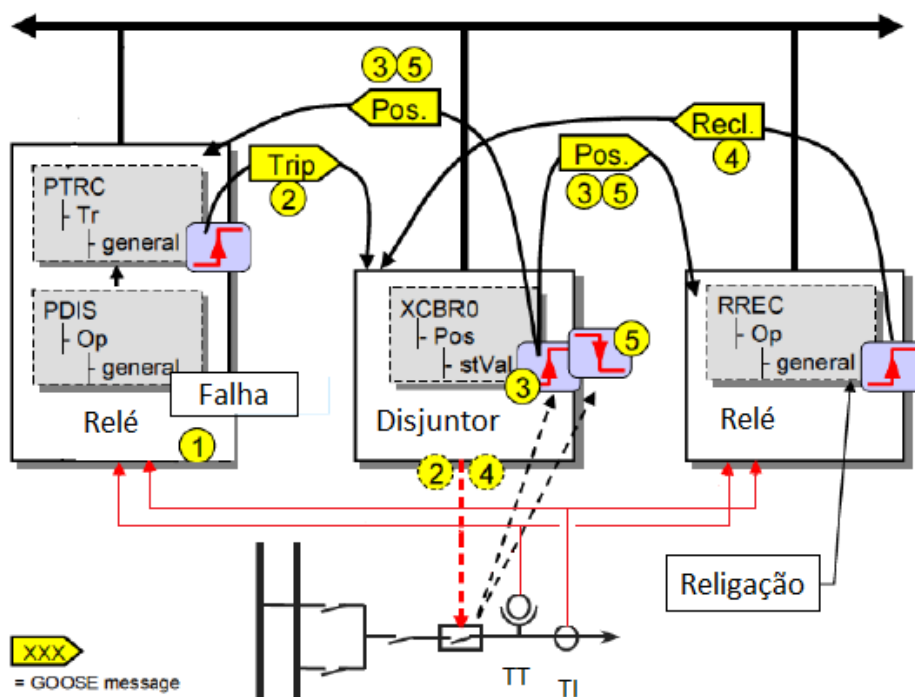 3 5
Pos.
Recl.
4
Trip
2
Pos.
3 5
PTRC
Tr
general
PDIS
Op
general
Falha
Relé
1
XCBR0
Pos
stVal
3
5
Disjuntor
2 4
RREC
Op
general
Relé
Religação
TT
TI
XXX
= GOOSE message